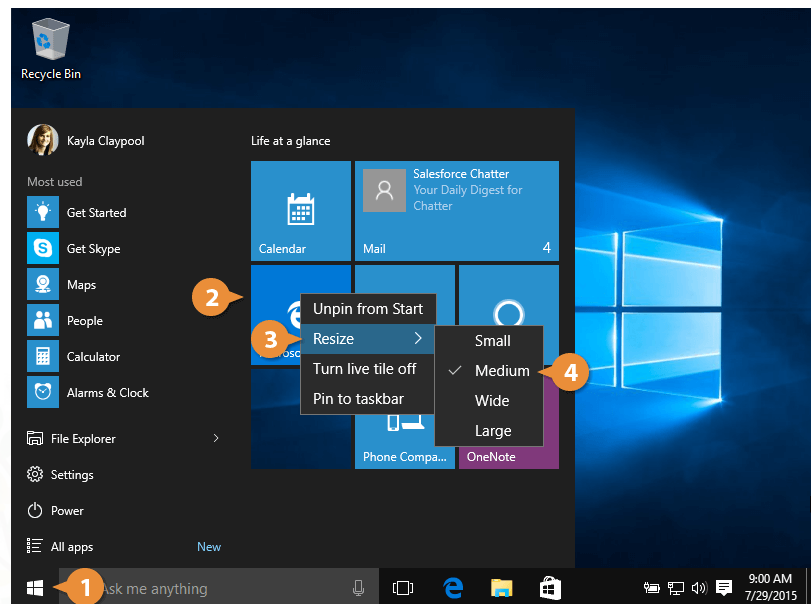 Recycle Bin
Kayla Claypool
Life at a glance
Most used
Get Started
Get Skype
Maps
People
Calculator
Alarms & Clock
File Explorer
Settings
Power
All apps New
Calendar
Salesforce Chatter
Your Daily Digest for
Chatter
Mail 4
2
3
Unpin from Start
Resize
Turn live tile off
Pin to taskbar
Small
Medium
Wide
Large
4
Phone Compa...
OneNote
1
Ask me anything
9:00 AM
7/29/2015